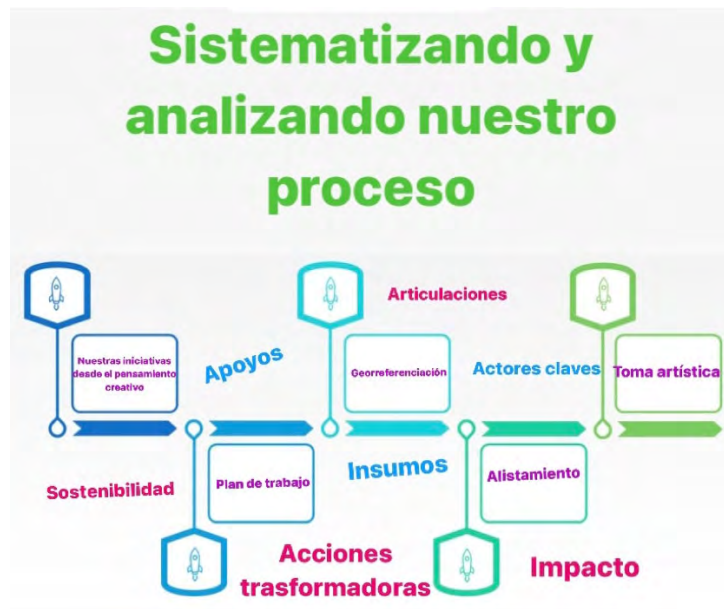 Sistematizando y
analizando nuestro
proceso
Articulaciones
Nuestras iniciativas
desde el pensamiento
creativo
Apoyos
Georreferenciación
Actores claves
Toma artística
Sostenibilidad
Plan de trabajo
Insumos
Alistamiento
Acciones
trasformadoras
Impacto